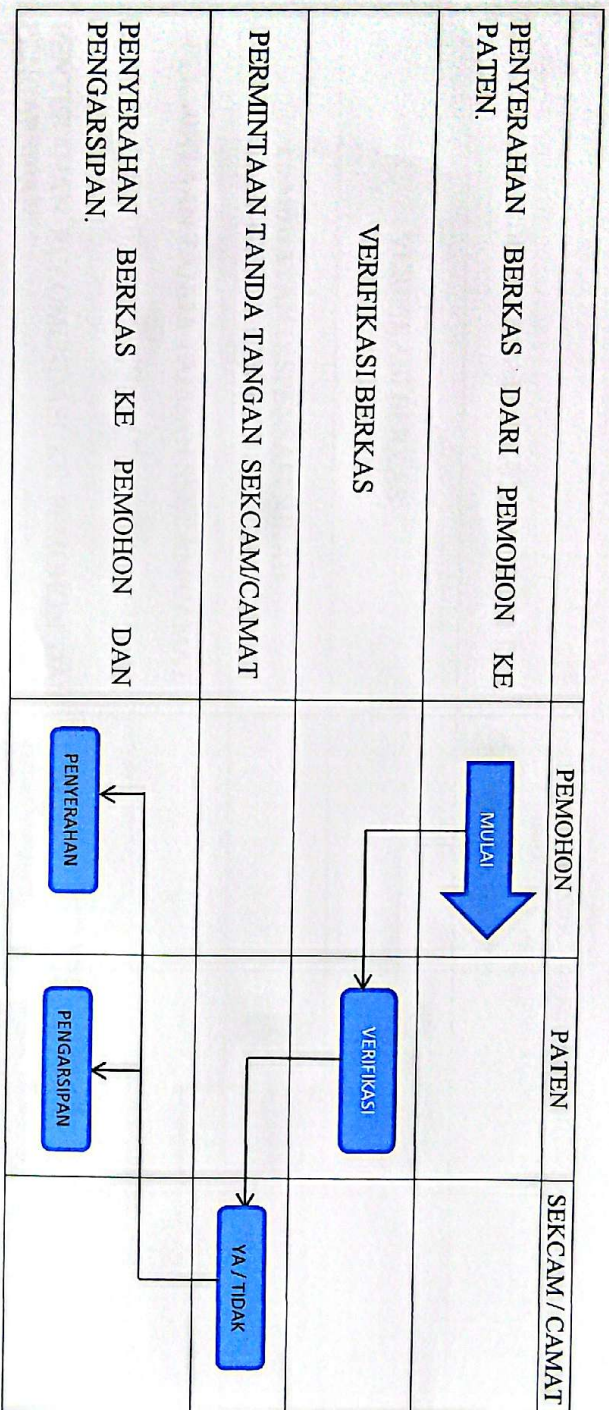 PEMOHON
PATEN
SEKCAM / CAMAT
PENYERAHAN BERKAS DARI PEMOHON KE
PATEN.
MULAI
VERIFIKASI BERKAS
VERIFIKASI
PERMINTAAN TANDA TANGAN SEKCAM/CAMAT
YA / TIDAK
PENYERAHAN BERKAS KE PEMOHON DAN
PENGARSIPAN.
PENYERAHAN
PENGARSIPAN